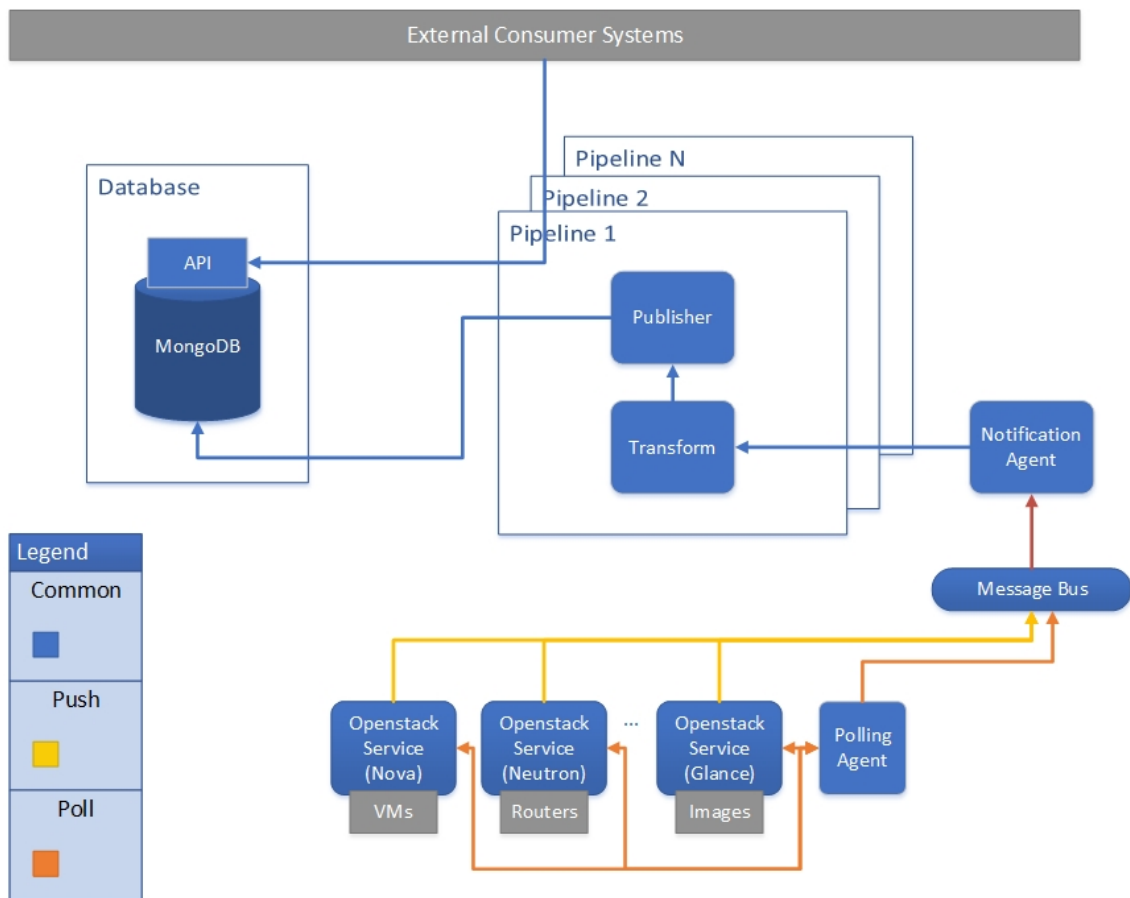 External Consumer Systems
Pipeline N
Database
Pipeline 2
Pipeline 1
API
Publisher
MongoDB
Transform
Notification
Agent
Legend
Common
Message Bus
Push
Openstack
Service
(Nova)
Openstack
Service
(Neutron)
...
Openstack
Service
(Glance)
Polling
Agent
Poll
VMs
Routers
Images